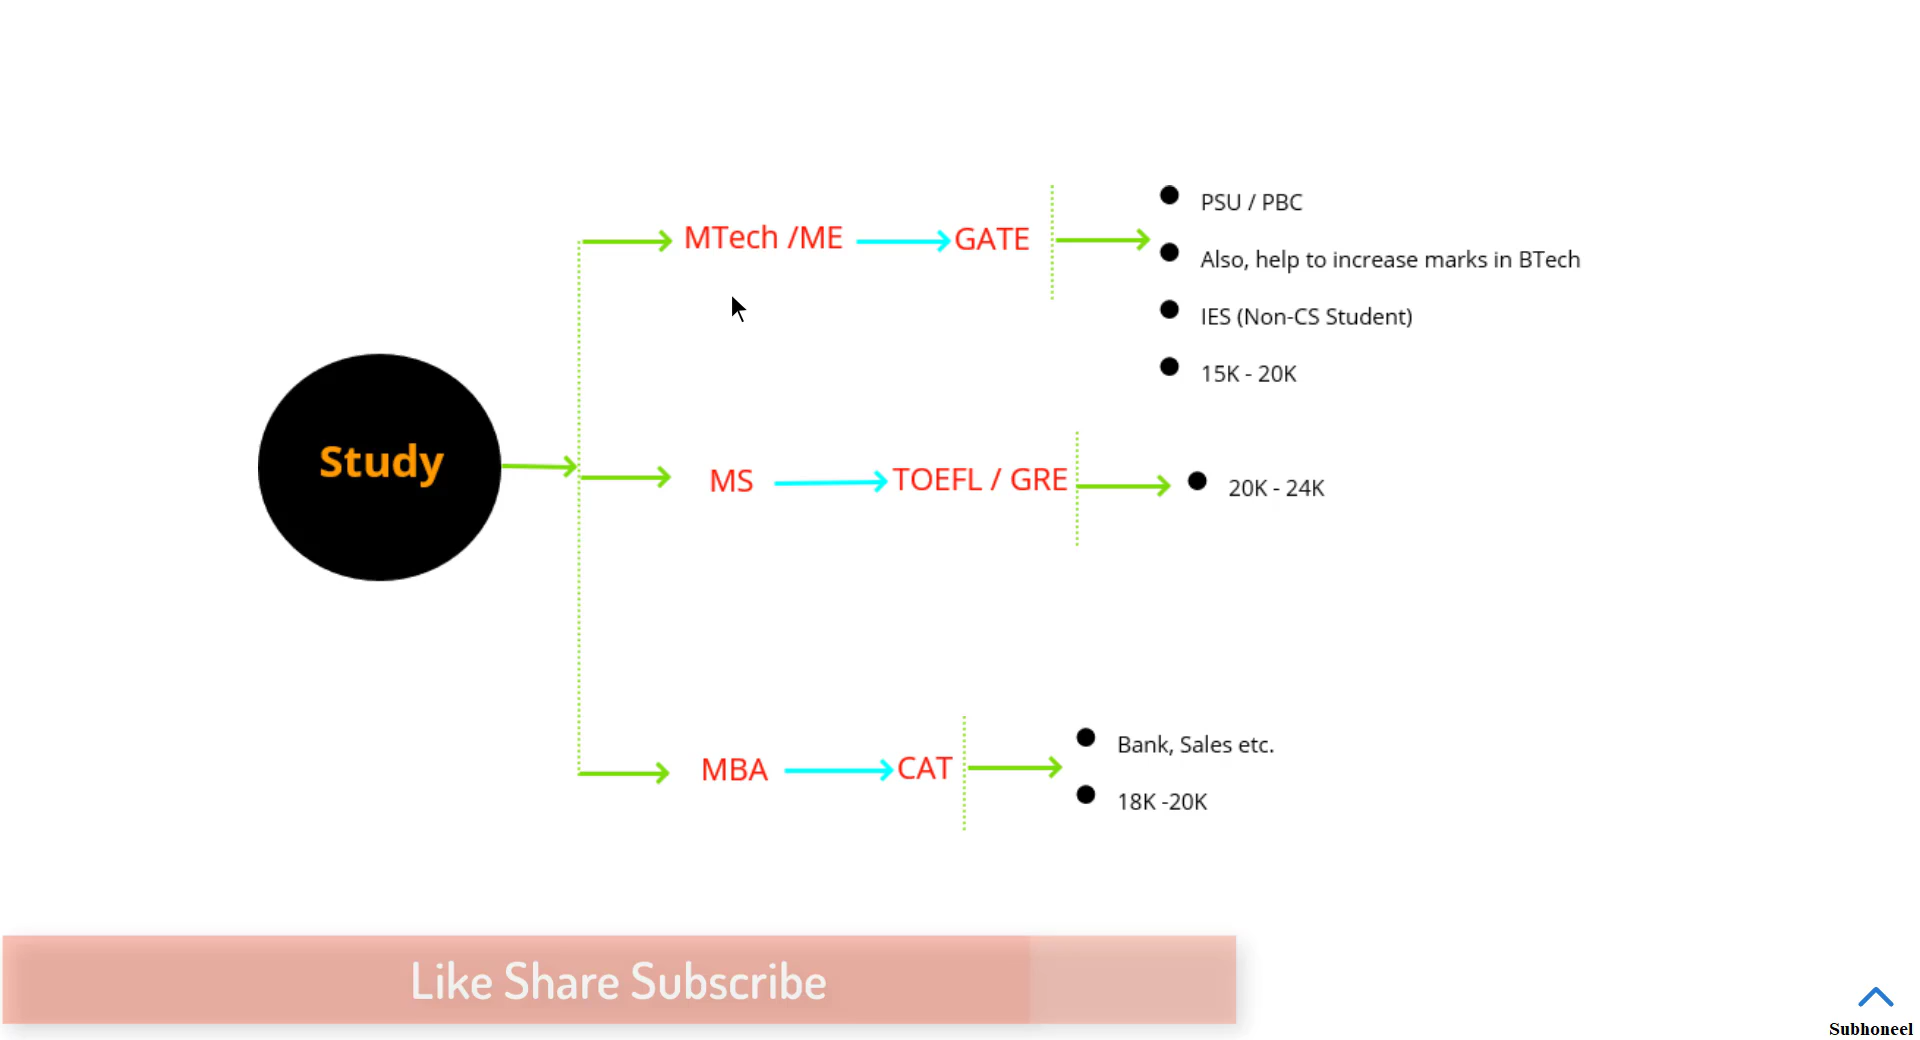 Study
MTech /ME
GATE
PSU / PBC
Also, help to increase marks in BTech
IES (Non-CS Student)
15K - 20K
MS
TOEFL / GRE
20K - 24K
MBA
CAT
Bank, Sales etc.
18K -20K
Like Share Subscribe
Subhoneel